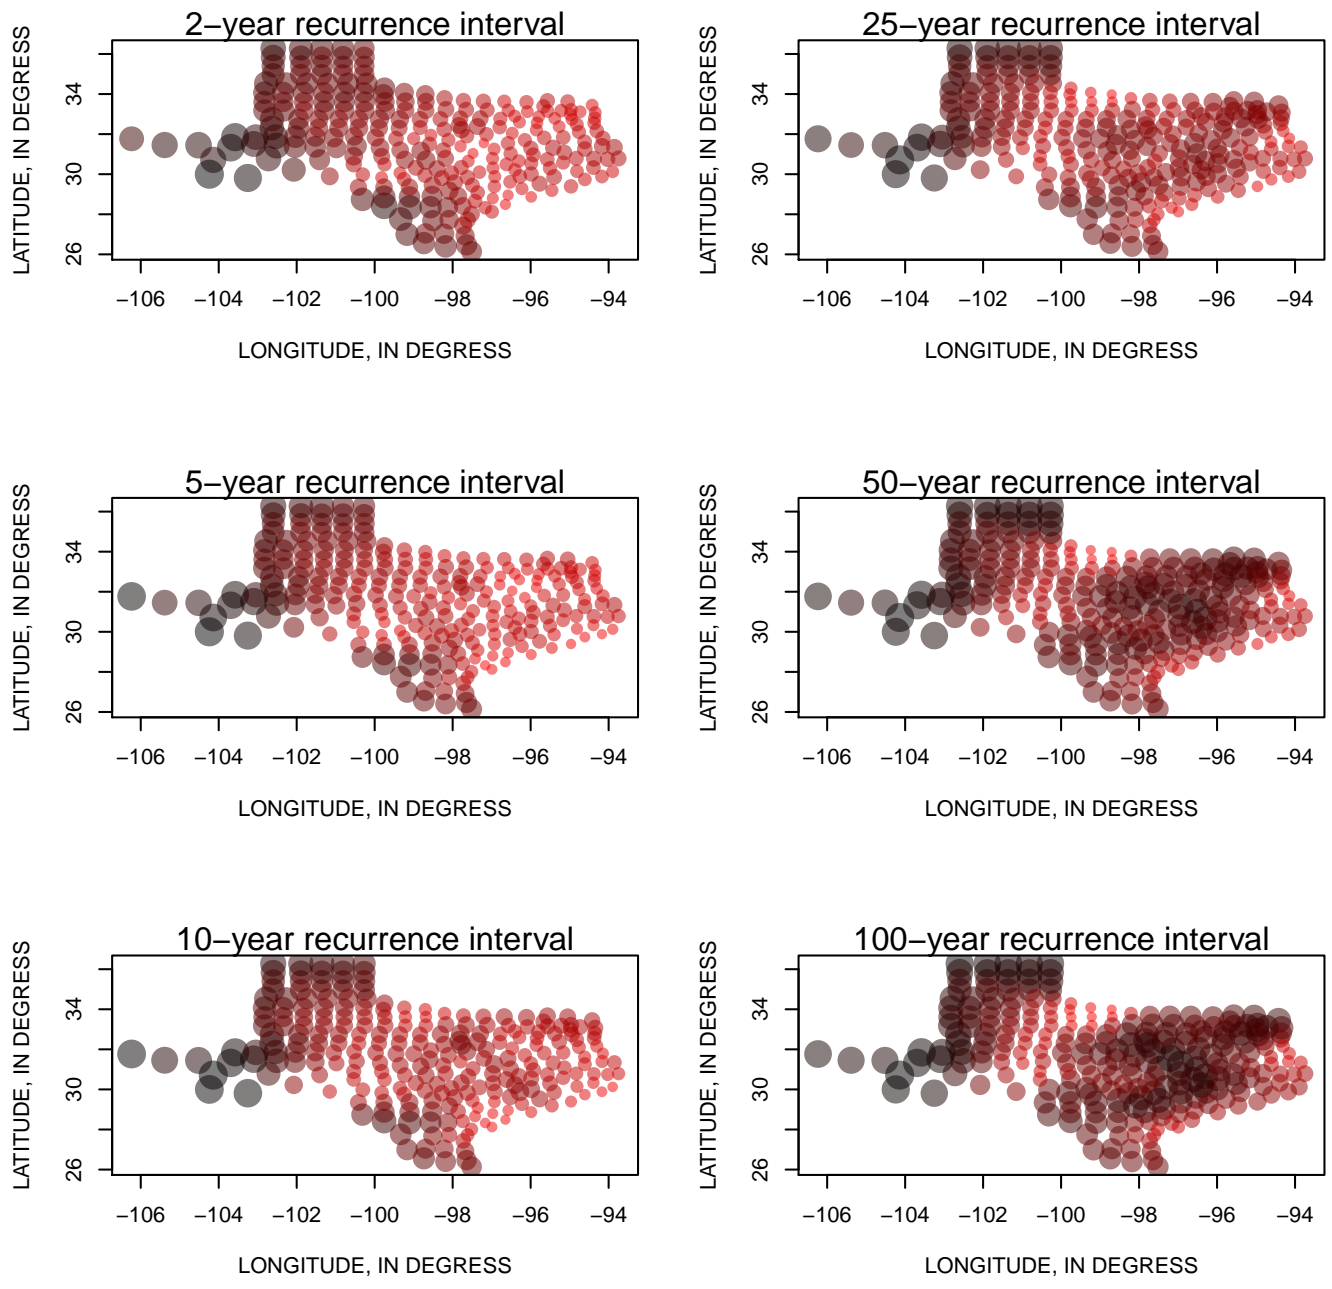 2−year recurrence interval
LATITUDE, IN DEGRESS
34
30
26
−106 −104 −102 −100 −98 −96 −94
LONGITUDE, IN DEGRESS
25−year recurrence interval
LATITUDE, IN DEGRESS
34
30
26
−106 −104 −102 −100 −98 −96 −94
LONGITUDE, IN DEGRESS
5−year recurrence interval
LATITUDE, IN DEGRESS
34
30
26
−106 −104 −102 −100 −98 −96 −94
LONGITUDE, IN DEGRESS
50−year recurrence interval
LATITUDE, IN DEGRESS
34
30
26
−106 −104 −102 −100 −98 −96 −94
LONGITUDE, IN DEGRESS
10−year recurrence interval
LATITUDE, IN DEGRESS
34
30
26
−106 −104 −102 −100 −98 −96 −94
LONGITUDE, IN DEGRESS
100−year recurrence interval
LATITUDE, IN DEGRESS
34
30
26
−106 −104 −102 −100 −98 −96 −94
LONGITUDE, IN DEGRESS